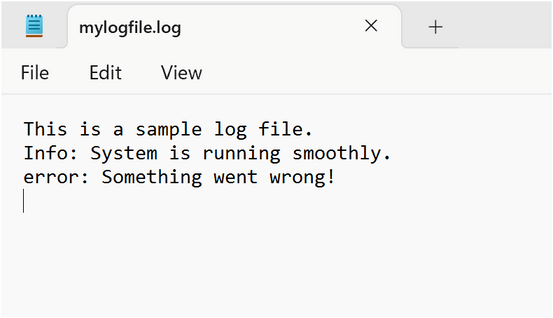 mylogfile.log
File Edit View
This is a sample log file.
Info: System is running smoothly.
error: Something went wrong!